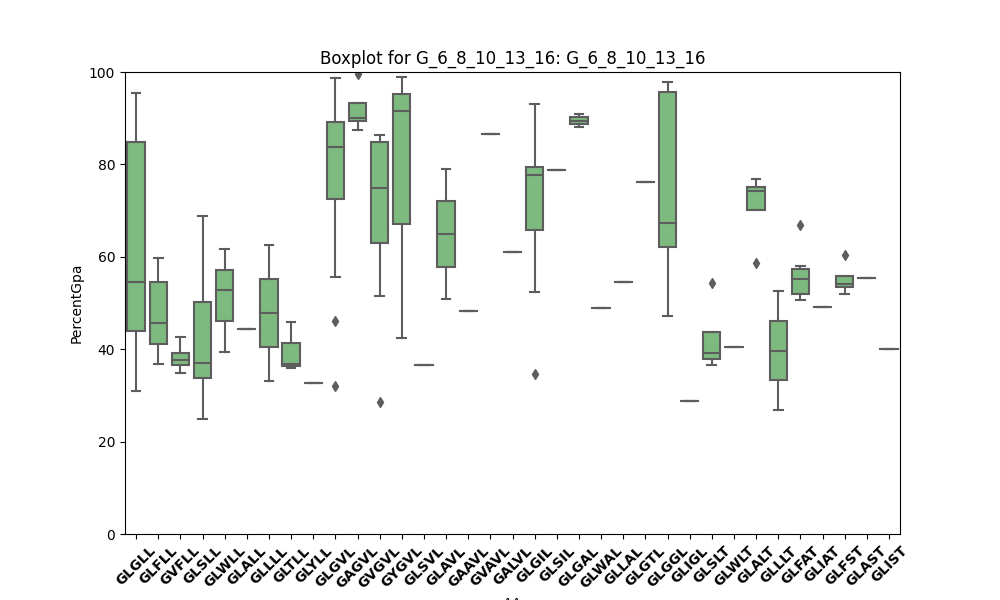 Boxplot for G_6_8_10_13_16: G_6_8_10_13_16
100
80
60
40
20
0
PercentGpa
GLGLL GLFLL GVFLL GLSLL GLWLL GLALL GLLLL GLTLL GLYLL GLGVL GAGVL GVGVL GYGVL GLSVL GLAVL GAAVL GVAVL GALVL GLGIL GLSIL GLGAL GLWAL GLLAL GLGTL GLGGL GLIGL GLSLT GLWLT GLALT GLLLT GLFAT GLIAT GLFST GLAST GLIST